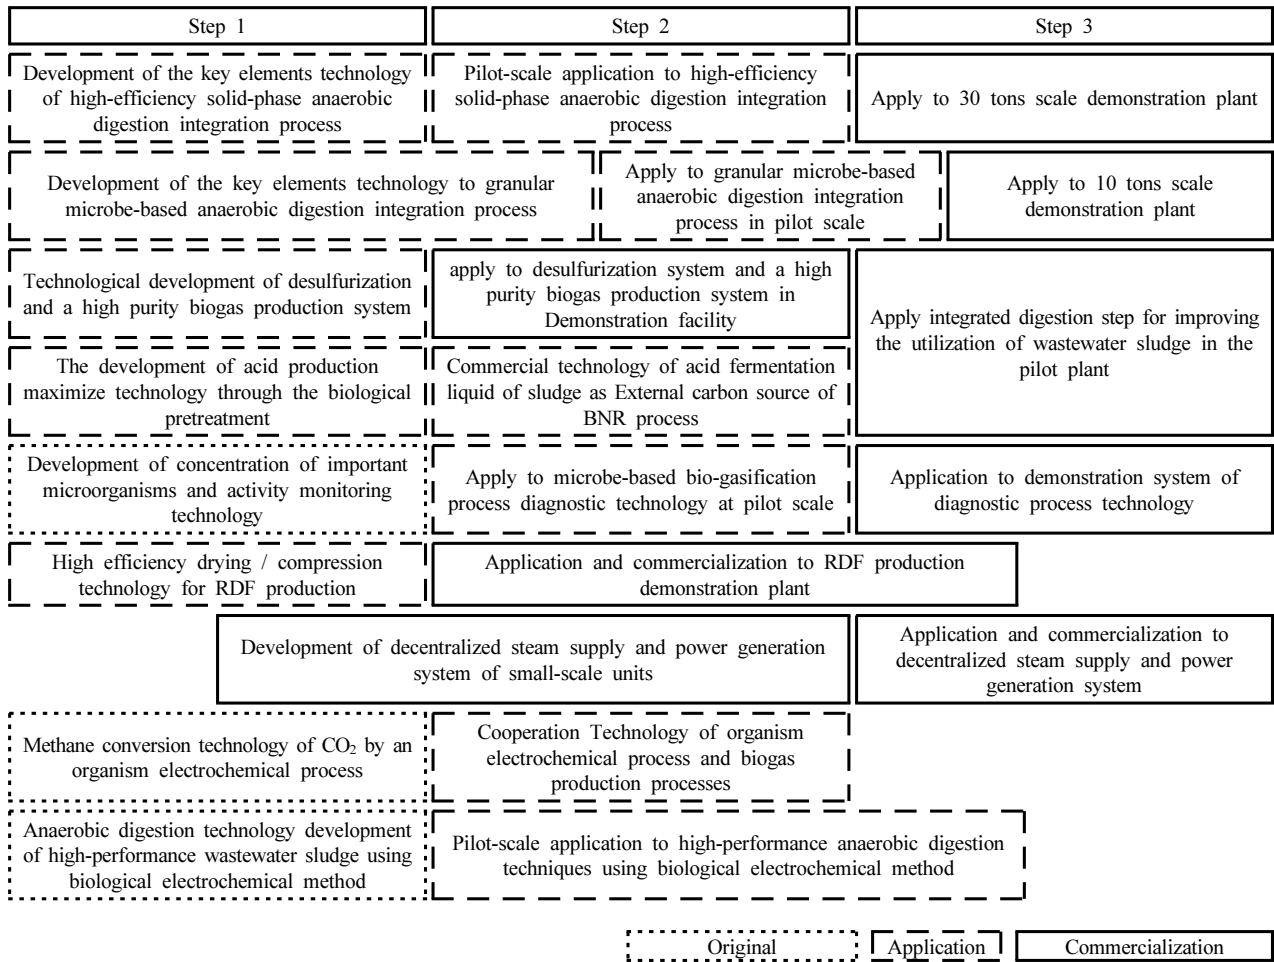 Step 1
Step 2
Step 3
Development of the key elements technology
of high-efficiency solid-phase anaerobic
digestion integration process
Pilot-scale application to high-efficiency
solid-phase anaerobic digestion integration
process
Apply to 30 tons scale demonstration plant
Development of the key elements technology to granular
microbe-based anaerobic digestion integration process
Apply to granular microbe-based
anaerobic digestion integration
process in pilot scale
Apply to 10 tons scale
demonstration plant
Technological development of desulfurization
and a high purity biogas production system
apply to desulfurization system and a high
purity biogas production system in
Demonstration facility
Apply integrated digestion step for improving
the utilization of wastewater sludge in the
pilot plant
The development of acid production
maximize technology through the biological
pretreatment
Commercial technology of acid fermentation
liquid of sludge as External carbon source of
BNR process
Development of concentration of important
microorganisms and activity monitoring
technology
Apply to microbe-based bio-gasification
process diagnostic technology at pilot scale
Application to demonstration system of
diagnostic process technology
High efficiency drying / compression
technology for RDF production
Application and commercialization to RDF production
demonstration plant
Development of decentralized steam supply and power generation
system of small-scale units
Application and commercialization to
decentralized steam supply and power
generation system
Methane conversion technology of CO₂ by an
organism electrochemical process
Cooperation Technology of organism
electrochemical process and biogas
production processes
Anaerobic digestion technology development
of high-performance wastewater sludge using
biological electrochemical method
Pilot-scale application to high-performance anaerobic digestion
techniques using biological electrochemical method
Original
Application
Commercialization